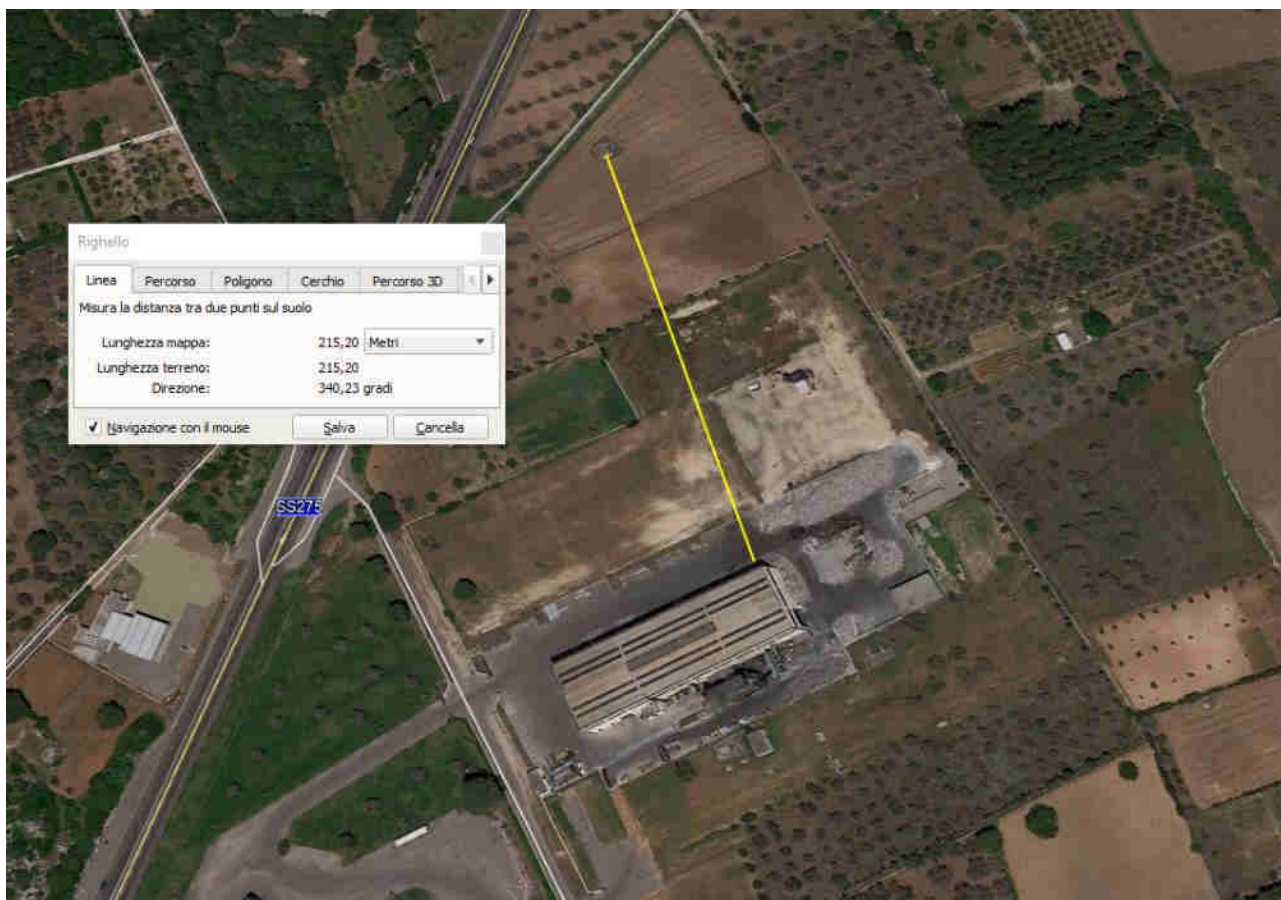 Righello
Linea Percorso Poligono Cerchio Percorso 3D
Misura la distanza tra due punti sul suolo
Lunghezza mappa: 215,20 Metri
Lunghezza terreno: 215,20
Direzione: 340,23 gradi
Navigazione con il mouse Salva Cancella
SS275